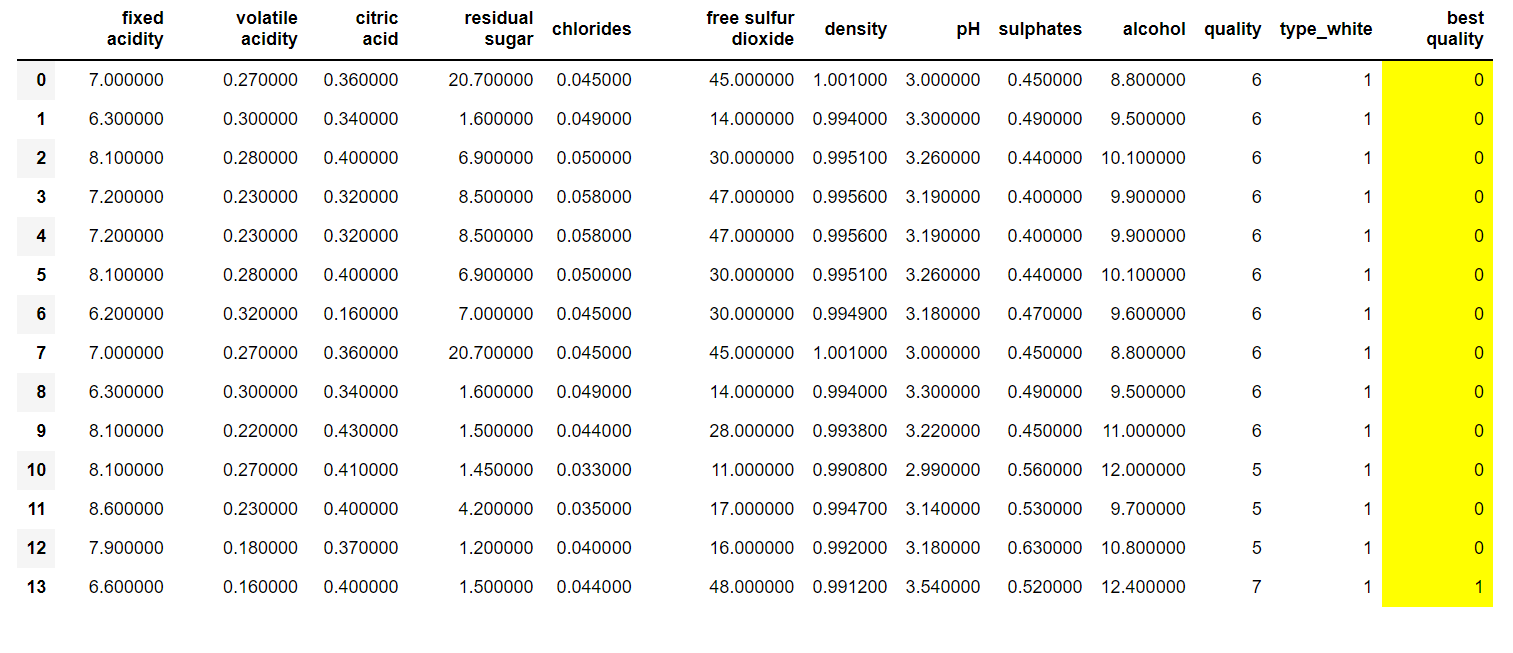 fixed acidity volatile acidity citric acid residual sugar chlorides free sulfur dioxide density pH sulphates alcohol quality type_white best quality
0 7.000000 0.270000 0.360000 20.700000 0.045000 45.000000 1.001000 3.000000 0.450000 8.800000 6 1 0
1 6.300000 0.300000 0.340000 1.600000 0.049000 14.000000 0.994000 3.300000 0.490000 9.500000 6 1 0
2 8.100000 0.280000 0.400000 6.900000 0.050000 30.000000 0.995100 3.260000 0.440000 10.100000 6 1 0
3 7.200000 0.230000 0.320000 8.500000 0.058000 47.000000 0.995600 3.190000 0.400000 9.900000 6 1 0
4 7.200000 0.230000 0.320000 8.500000 0.058000 47.000000 0.995600 3.190000 0.400000 9.900000 6 1 0
5 8.100000 0.280000 0.400000 6.900000 0.050000 30.000000 0.995100 3.260000 0.440000 10.100000 6 1 0
6 6.200000 0.320000 0.160000 7.000000 0.045000 30.000000 0.994900 3.180000 0.470000 9.600000 6 1 0
7 7.000000 0.270000 0.360000 20.700000 0.045000 45.000000 1.001000 3.000000 0.450000 8.800000 6 1 0
8 6.300000 0.300000 0.340000 1.600000 0.049000 14.000000 0.994000 3.300000 0.490000 9.500000 6 1 0
9 8.100000 0.220000 0.430000 1.500000 0.044000 28.000000 0.993800 3.220000 0.450000 11.000000 6 1 0
10 8.100000 0.270000 0.410000 1.450000 0.033000 11.000000 0.990800 2.990000 0.560000 12.000000 5 1 0
11 8.600000 0.230000 0.400000 4.200000 0.035000 17.000000 0.994700 3.140000 0.530000 9.700000 5 1 0
12 7.900000 0.180000 0.370000 1.200000 0.040000 16.000000 0.992000 3.180000 0.630000 10.800000 5 1 0
13 6.600000 0.160000 0.400000 1.500000 0.044000 48.000000 0.991200 3.540000 0.520000 12.400000 7 1 1